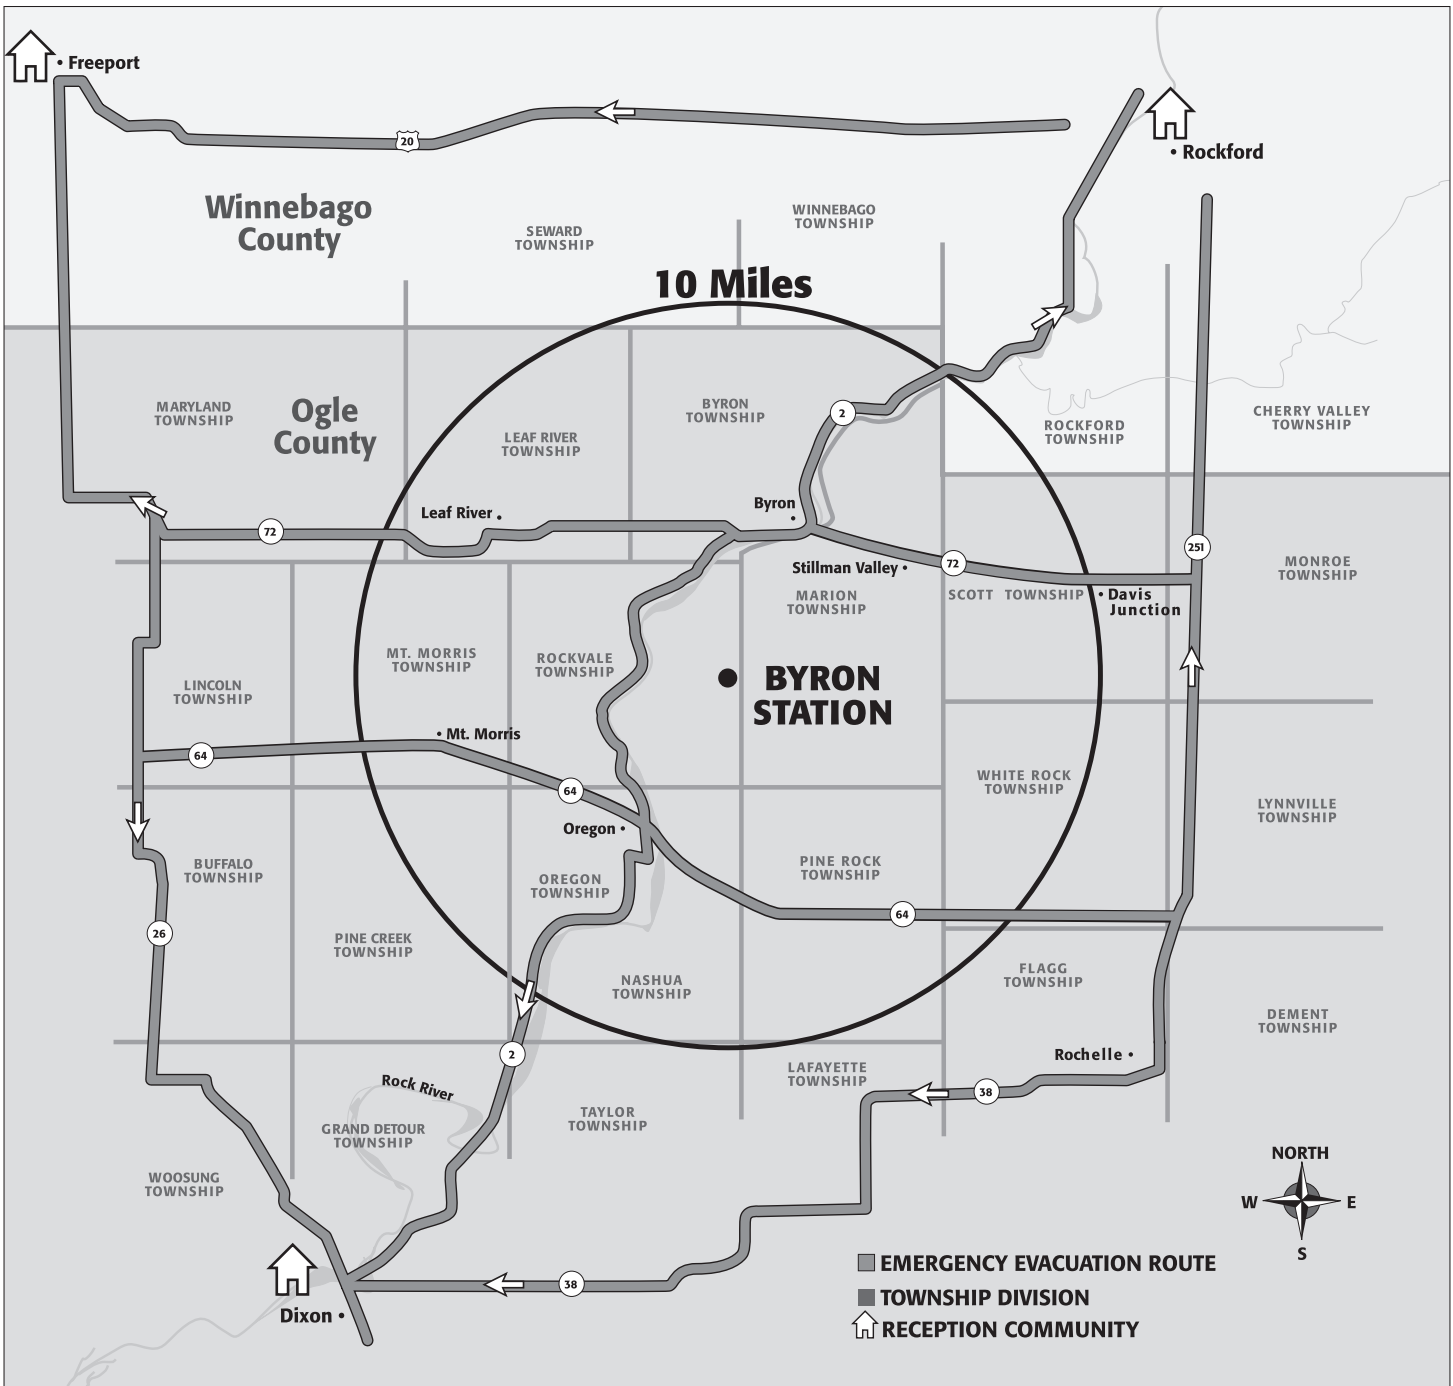 Freeport
20
Rockford
Winnebago
County
SEWARD
TOWNSHIP
WINNEBAGO
TOWNSHIP
10 Miles
MARYLAND
TOWNSHIP
Ogle
County
LEAF RIVER
TOWNSHIP
BYRON
TOWNSHIP
2
ROCKFORD
TOWNSHIP
CHERRY VALLEY
TOWNSHIP
Leaf River
Byron
72
Stillman Valley
72
251
MONROE
TOWNSHIP
MARION
TOWNSHIP
SCOTT TOWNSHIP
Davis
Junction
MT. MORRIS
TOWNSHIP
ROCKVALE
TOWNSHIP
LINCOLN
TOWNSHIP
BYRON
STATION
Mt. Morris
64
64
WHITE ROCK
TOWNSHIP
LYNNVILLE
TOWNSHIP
Oregon
BUFFALO
TOWNSHIP
OREGON
TOWNSHIP
PINE ROCK
TOWNSHIP
64
26
PINE CREEK
TOWNSHIP
NASHUA
TOWNSHIP
FLAGG
TOWNSHIP
DEMENT
TOWNSHIP
2
Rochelle
LAFAYETTE
TOWNSHIP
38
Rock River
GRAND DETOUR
TOWNSHIP
TAYLOR
TOWNSHIP
WOOSUNG
TOWNSHIP
NORTH
W
E
S
38
Dixon
EMERGENCY EVACUATION ROUTE
TOWNSHIP DIVISION
RECEPTION COMMUNITY